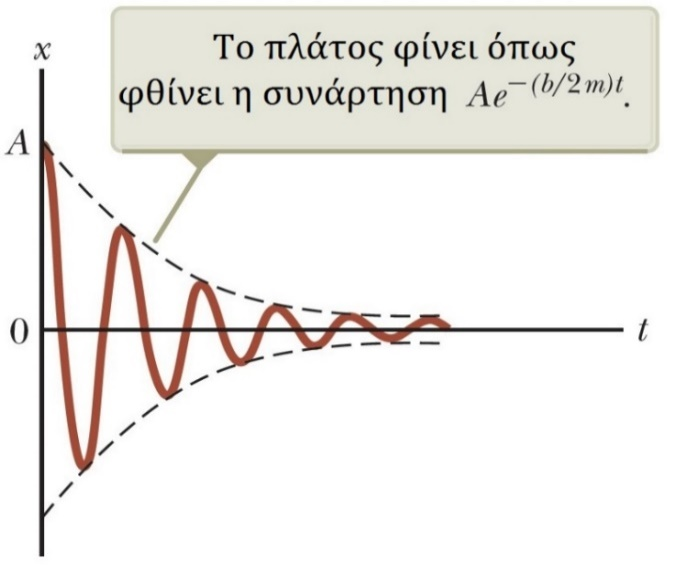 x
Το πλάτος φίνει όπως
φθίνει η συνάρτηση Ae^{-(b/2m)t}.
A
0
t